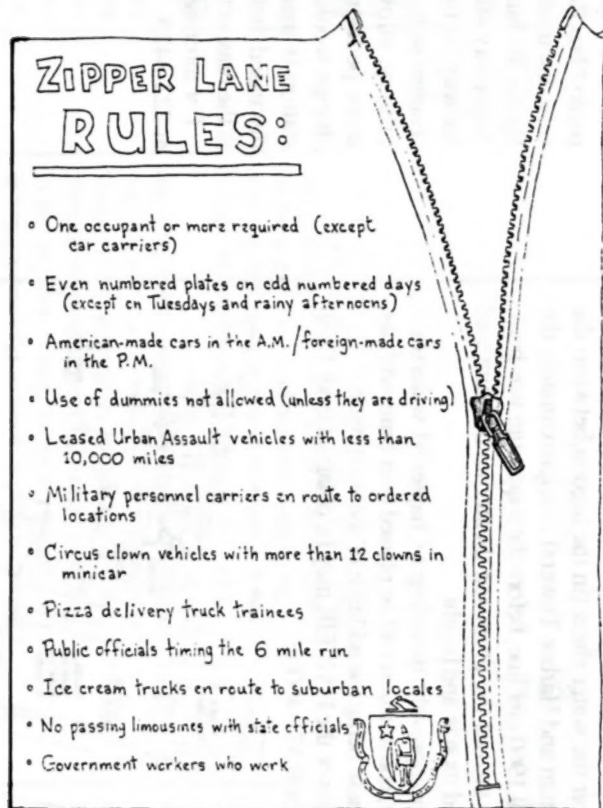 ZIPPER LANE
RULES:
• One occupant or more required (except
car carriers)
• Even numbered plates on odd numbered days
(except on Tuesdays and rainy afternoons)
• American-made cars in the A.M./foreign-made cars
in the P.M.
• Use of dummies not allowed (unless they are driving)
• Leased Urban Assault vehicles with less than
10,000 miles
• Military personnel carriers en route to ordered
locations
• Circus clown vehicles with more than 12 clowns in
minicar
• Pizza delivery truck trainees
• Public officials timing the 6 mile run
• Ice cream trucks en route to suburban locales
• No passing limousines with state officials
• Government workers who work